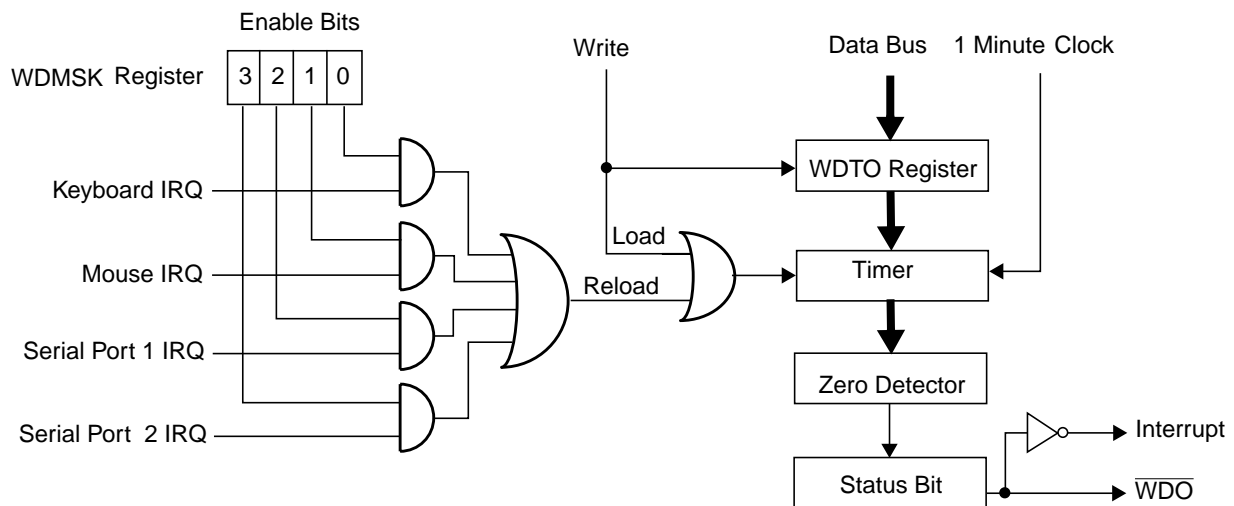 Enable Bits
WDMSK Register
3 2 1 0
Write
Data Bus
1 Minute Clock
WDTO Register
Keyboard IRQ
Load
Mouse IRQ
Timer
Reload
Serial Port 1 IRQ
Zero Detector
Serial Port 2 IRQ
Interrupt
Status Bit
WDO